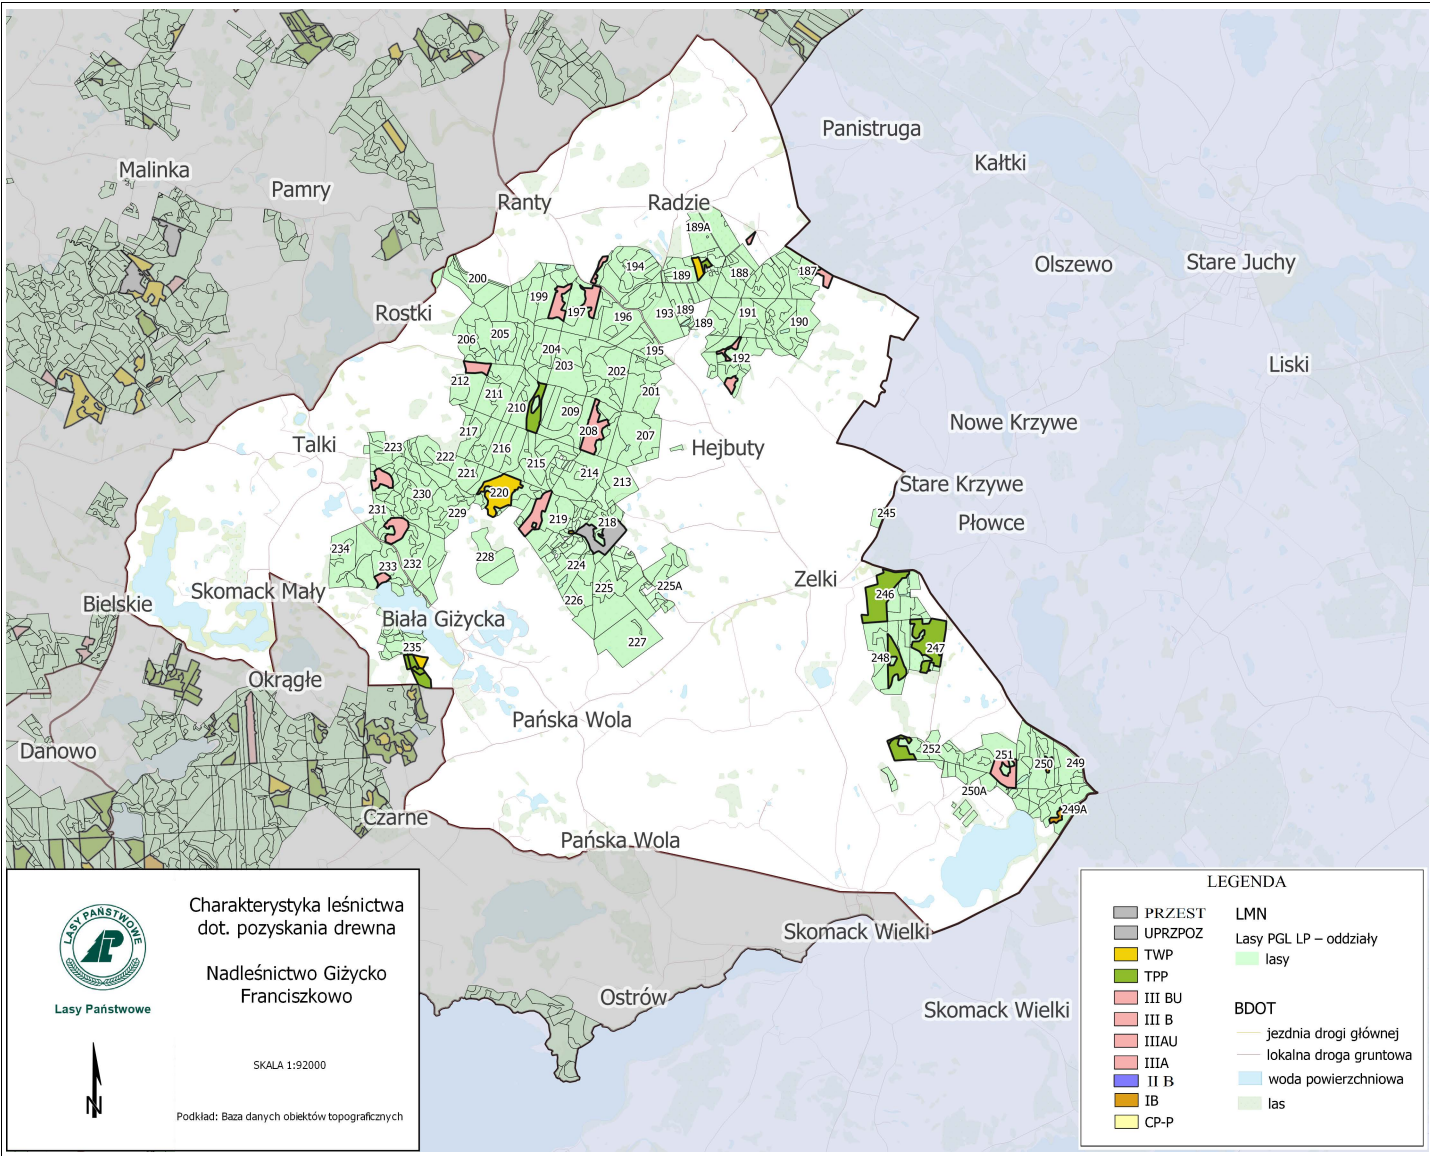 Panistruga
Kałtki
Malinka
Pamry
Ranty
Radzie
189A
Olszewo
Stare Juchy
200
194
189
188
187
199
197
196
193
189
189
191
190
Rostki
206
205
204
203
195
192
202
Liski
212
211
210
209
201
208
207
Nowe Krzywe
217
216
Talki
223
222
221
215
214
213
Hejbuty
Stare Krzywe
220
230
231
229
219
218
245
Płowce
234
233
232
228
224
225
225A
226
Zelki
246
Skomack Mały
Bielskie
Biała Giżycka
227
235
248
247
Okrągłe
Pańska Wola
Danowo
252
251
250
249
250A
249A
Czarne
Pańska Wola
Skomack Wielki
Ostrów
Skomack Wielki
LASY PAŃSTWOWE
Lasy Państwowe
Charakterystyka leśnictwa
dot. pozyskania drewna
Nadleśnictwo Giżycko
Franciszkowo
SKALA 1:92000
N
Podkład: Baza danych obiektów topograficznych
LEGENDA
PRZEST
UPRZPOZ
TWP
TPP
III BU
III B
IIIAU
IIIA
II B
IB
CP-P
LMN
Lasy PGL LP – oddziały
lasy
BDOT
jezdnia drogi głównej
lokalna droga gruntowa
woda powierzchniowa
las